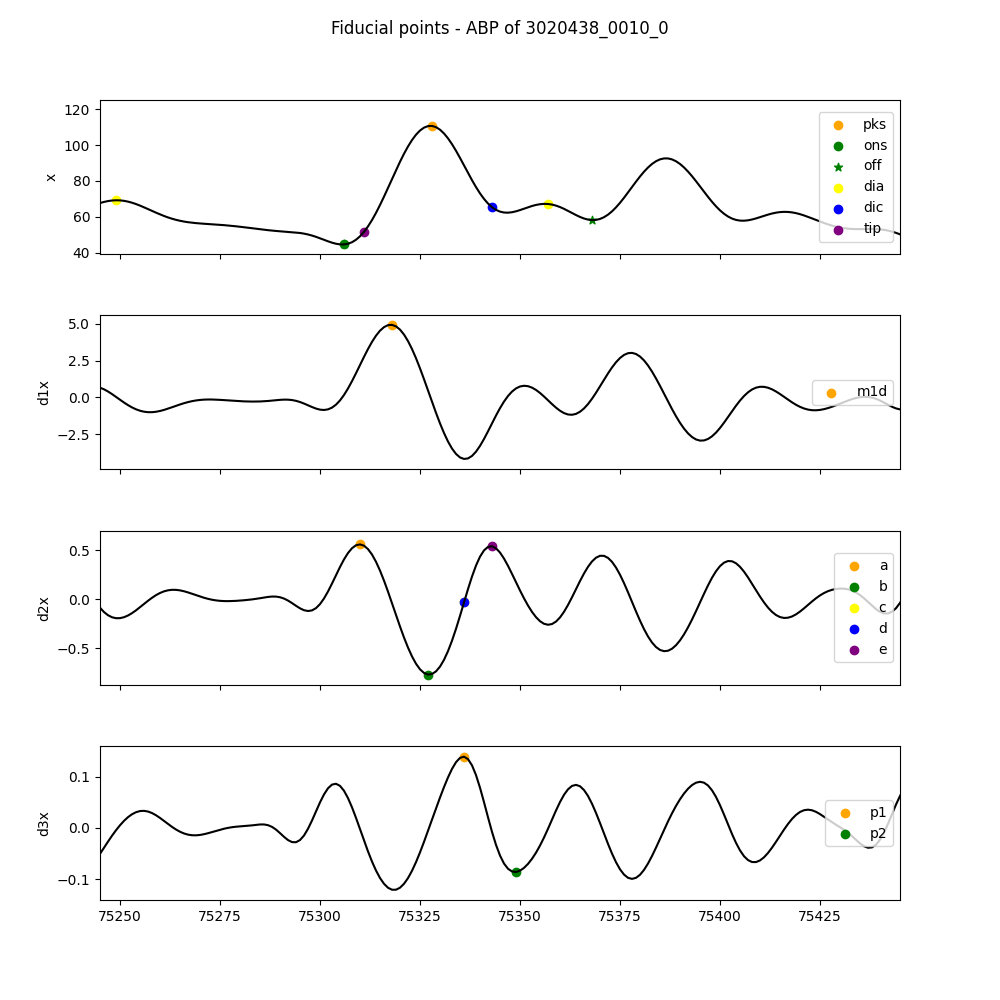 Fiducial points - ABP of 3020438_0010_0
120
100
80
60
40
x
pks
ons
off
dia
dic
tip
5.0
2.5
0.0
−2.5
d1x
m1d
0.5
0.0
−0.5
d2x
a
b
c
d
e
0.1
0.0
−0.1
d3x
p1
p2
75250 75275 75300 75325 75350 75375 75400 75425